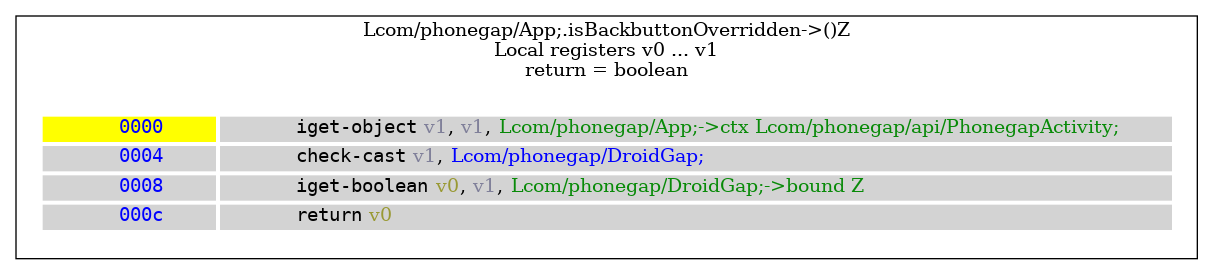 Lcom/phonegap/App;.isBackbuttonOverridden->()Z
Local registers v0 ... v1
return = boolean
0000 iget-object v1, v1, Lcom/phonegap/App;->ctx Lcom/phonegap/api/PhonegapActivity;
0004 check-cast v1, Lcom/phonegap/DroidGap;
0008 iget-boolean v0, v1, Lcom/phonegap/DroidGap;->bound Z
000c return v0